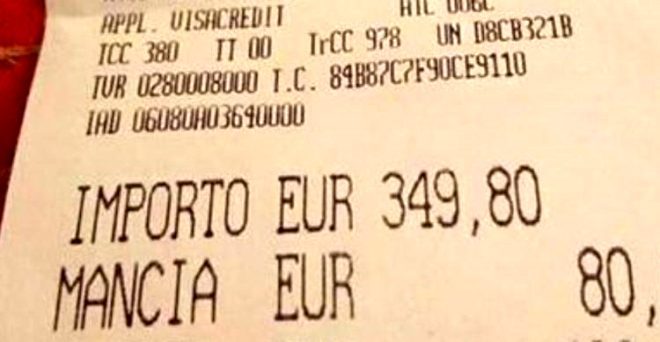 APPL. VISACREDIT
TCC 380 TT 00 TrCC 978 UN D8CB321B
TVR 0280008000 T.C. 84B87C7F90CE9110
IAD 06080A03640000
IMPORTO EUR 349,80
MANCIA EUR 80,